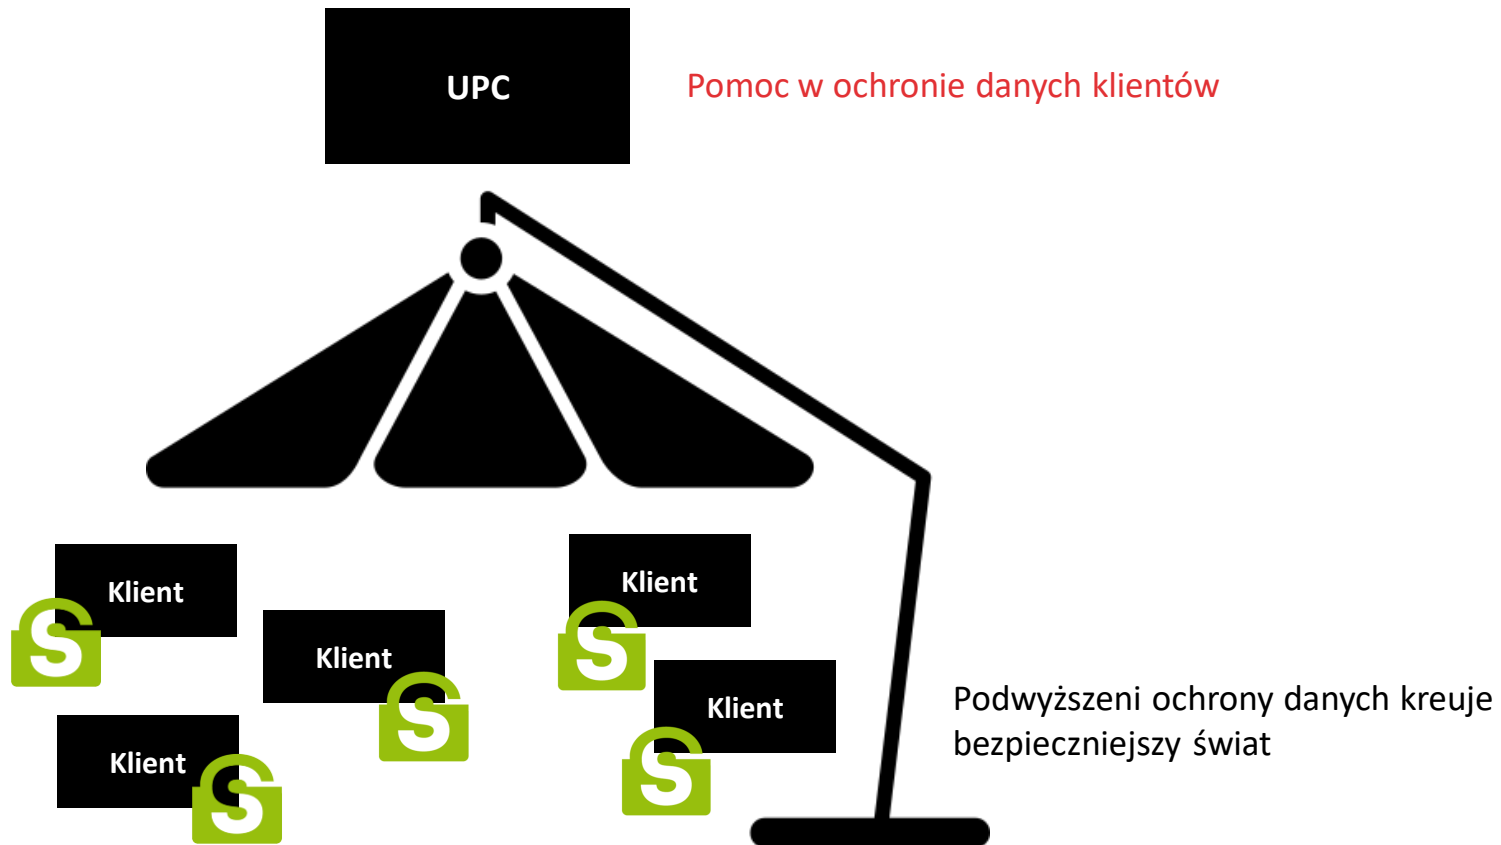 UPC
Pomoc w ochronie danych klientów
Klient
Klient
Klient
Klient
Klient
S
S
S
S
S
Podwyższeni ochrony danych kreuje
bezpieczniejszy świat